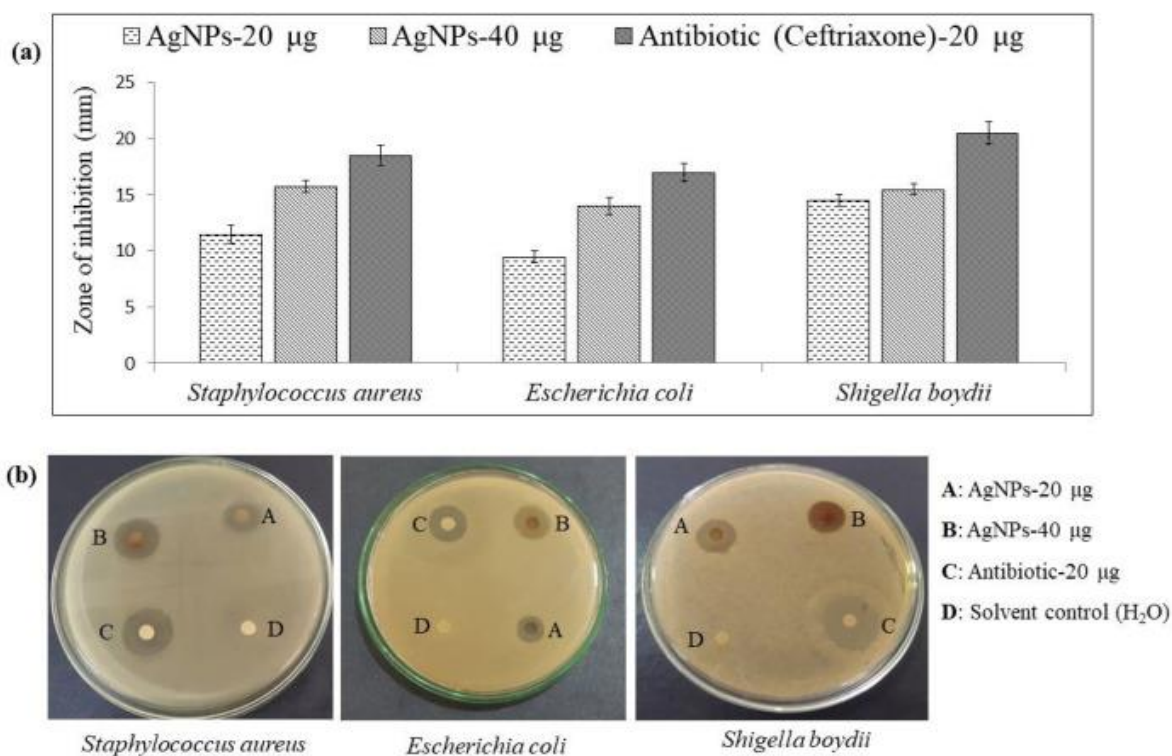 (a)
AgNPs-20 μg AgNPs-40 μg Antibiotic (Ceftriaxone)-20 μg
Zone of inhibition (mm)
25
20
15
10
5
0
Staphylococcus aureus Escherichia coli Shigella boydii
(b)
A
B
C
D
C
B
D
A
A
B
D
C
A: AgNPs-20 μg
B: AgNPs-40 μg
C: Antibiotic-20 μg
D: Solvent control (H₂O)
Staphylococcus aureus Escherichia coli Shigella boydii